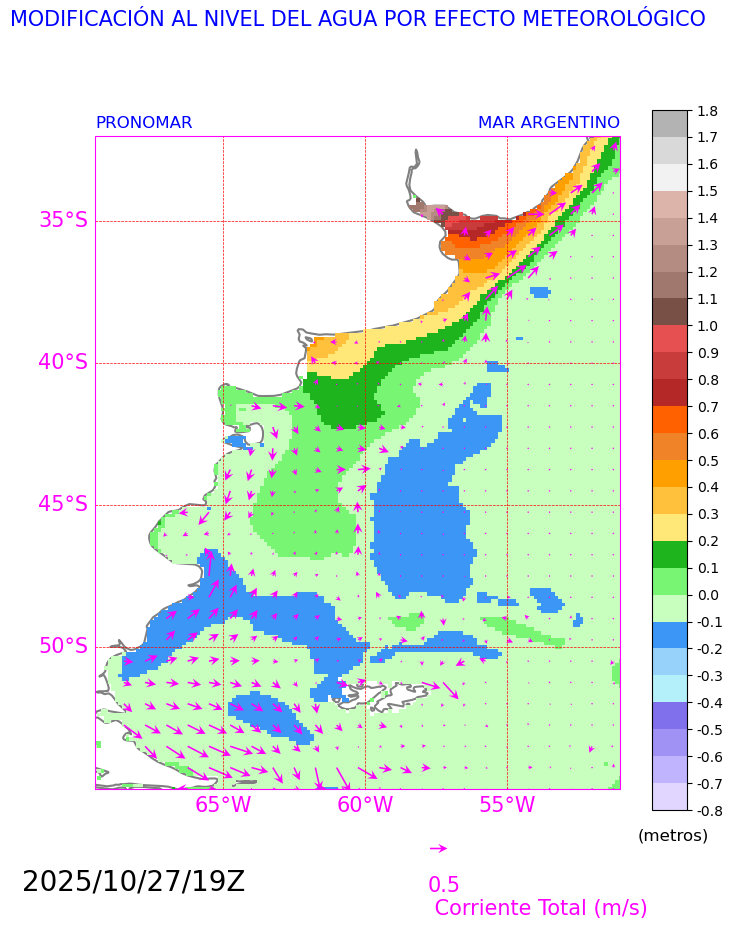 MODIFICACIÓN AL NIVEL DEL AGUA POR EFECTO METEOROLÓGICO
PRONOMAR MAR ARGENTINO
35°S
40°S
45°S
50°S
65°W 60°W 55°W
1.8
1.7
1.6
1.5
1.4
1.3
1.2
1.1
1.0
0.9
0.8
0.7
0.6
0.5
0.4
0.3
0.2
0.1
0.0
-0.1
-0.2
-0.3
-0.4
-0.5
-0.6
-0.7
-0.8
(metros)
2025/10/27/19Z
0.5
Corriente Total (m/s)